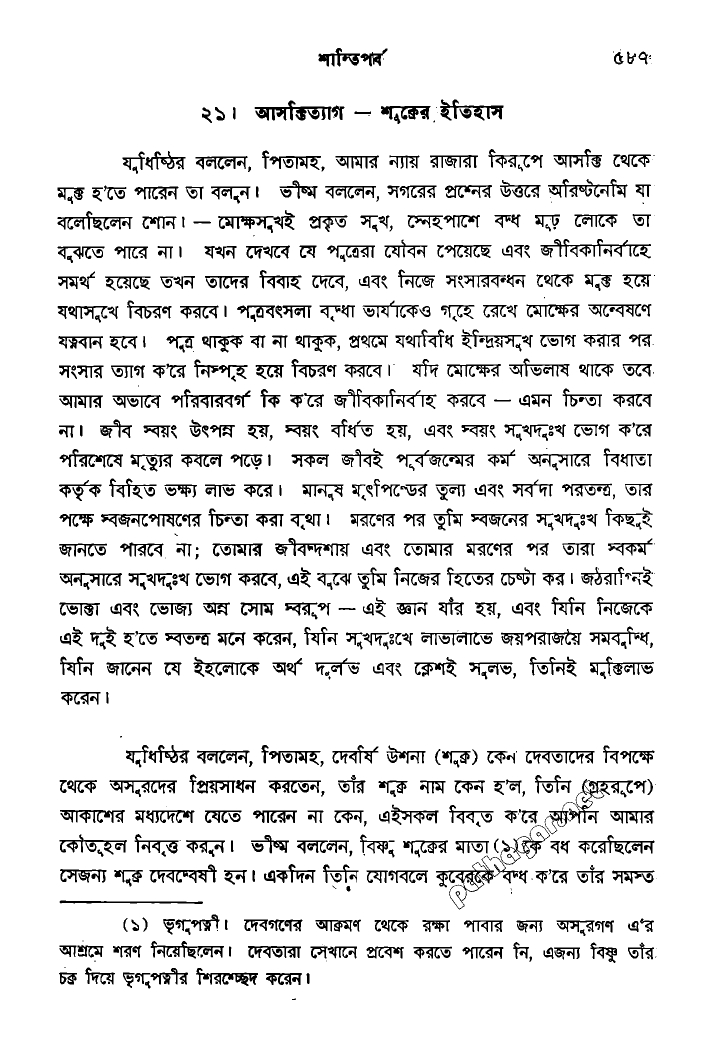 শান্তিপর্ব ৫৮৭
২১। আসক্তিত্যাগ — শুক্রের ইতিহাস
যুধিষ্ঠির বললেন, পিতামহ, আমার ন্যায় রাজারা কিরূপে আসক্তি থেকে
মুক্ত হ'তে পারেন তা বলুন। ভীষ্ম বললেন, সগরের প্রশ্নের উত্তরে অরিষ্টনেমি যা
বলেছিলেন শোন। — মোক্ষসুখই প্রকৃত সুখ, স্নেহপাশে বদ্ধ মূঢ় লোকে তা
বুঝতে পারে না। যখন দেখবে যে পুত্রেরা যৌবন পেয়েছে এবং জীবিকানির্বাহে
সমর্থ হয়েছে তখন তাদের বিবাহ দেবে, এবং নিজে সংসারবন্ধন থেকে মুক্ত হয়ে
যথাসুখে বিচরণ করবে। পুত্রবৎসলা বৃদ্ধা ভার্যাকেও গৃহে রেখে মোক্ষের অন্বেষণে
যত্নবান হবে। পুত্র থাকুক বা না থাকুক, প্রথমে যথাবিধি ইন্দ্রিয়সুখ ভোগ করার পর
সংসার ত্যাগ ক'রে নিস্পৃহ হয়ে বিচরণ করবে। যদি মোক্ষের অভিলাষ থাকে তবে
আমার অভাবে পরিবারবর্গ কি ক'রে জীবিকানির্বাহ করবে — এমন চিন্তা করবে
না। জীব স্বয়ং উৎপন্ন হয়, স্বয়ং বর্ধিত হয়, এবং স্বয়ং সুখদুঃখ ভোগ ক'রে
পরিশেষে মৃত্যুর কবলে পড়ে। সকল জীবই পূর্বজন্মের কর্ম অনুসারে বিধাতা
কর্তৃক বিহিত ভক্ষ্য লাভ করে। মানুষ মৃৎপিণ্ডের তুল্য এবং সর্বদা পরতন্ত্র, তার
পক্ষে স্বজনপোষণের চিন্তা করা বৃথা। মরণের পর তুমি স্বজনের সুখদুঃখ কিছুই
জানতে পারবে না; তোমার জীবদ্দশায় এবং তোমার মরণের পর তারা স্বকর্ম
অনুসারে সুখদুঃখ ভোগ করবে, এই বুঝে তুমি নিজের হিতের চেষ্টা কর। জঠরাগ্নিই
ভোক্তা এবং ভোজ্য অন্ন সোম স্বরূপ — এই জ্ঞান যাঁর হয়, এবং যিনি নিজেকে
এই দুই হ'তে স্বতন্ত্র মনে করেন, যিনি সুখদুঃখে লাভালাভে জয়পরাজয়ে সমবুদ্ধি,
যিনি জানেন যে ইহলোকে অর্থ দুর্লভ এবং ক্লেশই সুলভ, তিনিই মুক্তিলাভ
করেন।
যুধিষ্ঠির বললেন, পিতামহ, দেবর্ষি উশনা (শুক্র) কেন দেবতাদের বিপক্ষে
থেকে অসুরদের প্রিয়সাধন করতেন, তাঁর শুক্র নাম কেন হ'ল, তিনি (গ্রহরূপে)
আকাশের মধ্যদেশে যেতে পারেন না কেন, এইসকল বিবৃত ক'রে আপনি আমার
কৌতূহল নিবৃত্ত করুন। ভীষ্ম বললেন, বিষ্ণু শুক্রের মাতা (১)কে বধ করেছিলেন
সেজন্য শুক্র দেবদ্বেষী হন। একদিন তিনি যোগবলে কুবেরকে বদ্ধ ক'রে তাঁর সমস্ত
(১) ভৃগুপত্নী। দেবগণের আক্রমণ থেকে রক্ষা পাবার জন্য অসুরগণ এ'র
আশ্রমে শরণ নিয়েছিলেন। দেবতারা সেখানে প্রবেশ করতে পারেন নি, এজন্য বিষ্ণু তাঁর
চক্র দিয়ে ভৃগুপত্নীর শিরশ্ছেদ করেন।